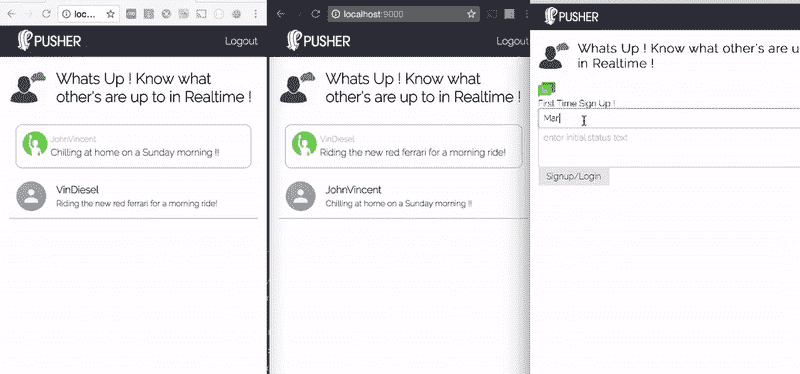 loc...
PUSHER
Logout
Whats Up ! Know what
other's are up to in Realtime !
JohnVincent
Chilling at home on a Sunday morning !!
VinDiesel
Riding the new red ferrari for a morning ride!
localhost:9000
PUSHER
Logout
Whats Up ! Know what
other's are up to in Realtime !
VinDiesel
Riding the new red ferrari for a morning ride!
JohnVincent
Chilling at home on a Sunday morning !!
PUSHER
Whats Up ! Know what other's are up to
in Realtime !
First Time Sign Up !
Mar
enter initial status text
Signup/Login